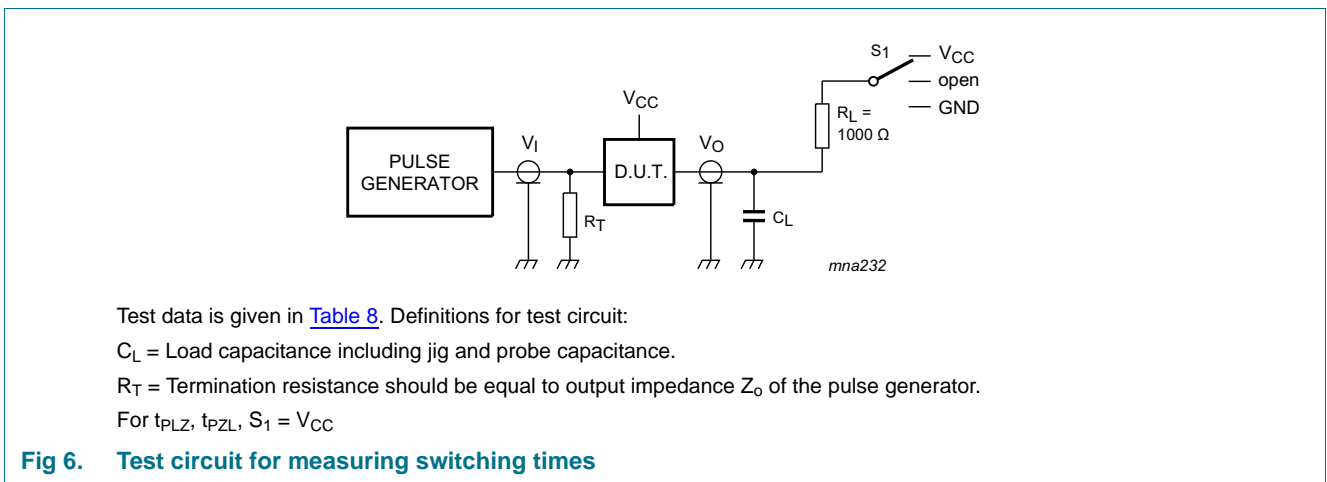 S1
VCC
open
GND
RL =
1000 Ω
VCC
VI
VO
PULSE
GENERATOR
D.U.T.
RT
CL
mna232
Test data is given in Table 8. Definitions for test circuit:
CL = Load capacitance including jig and probe capacitance.
RT = Termination resistance should be equal to output impedance Zo of the pulse generator.
For tPLZ, tPZL, S1 = VCC
Fig 6. Test circuit for measuring switching times